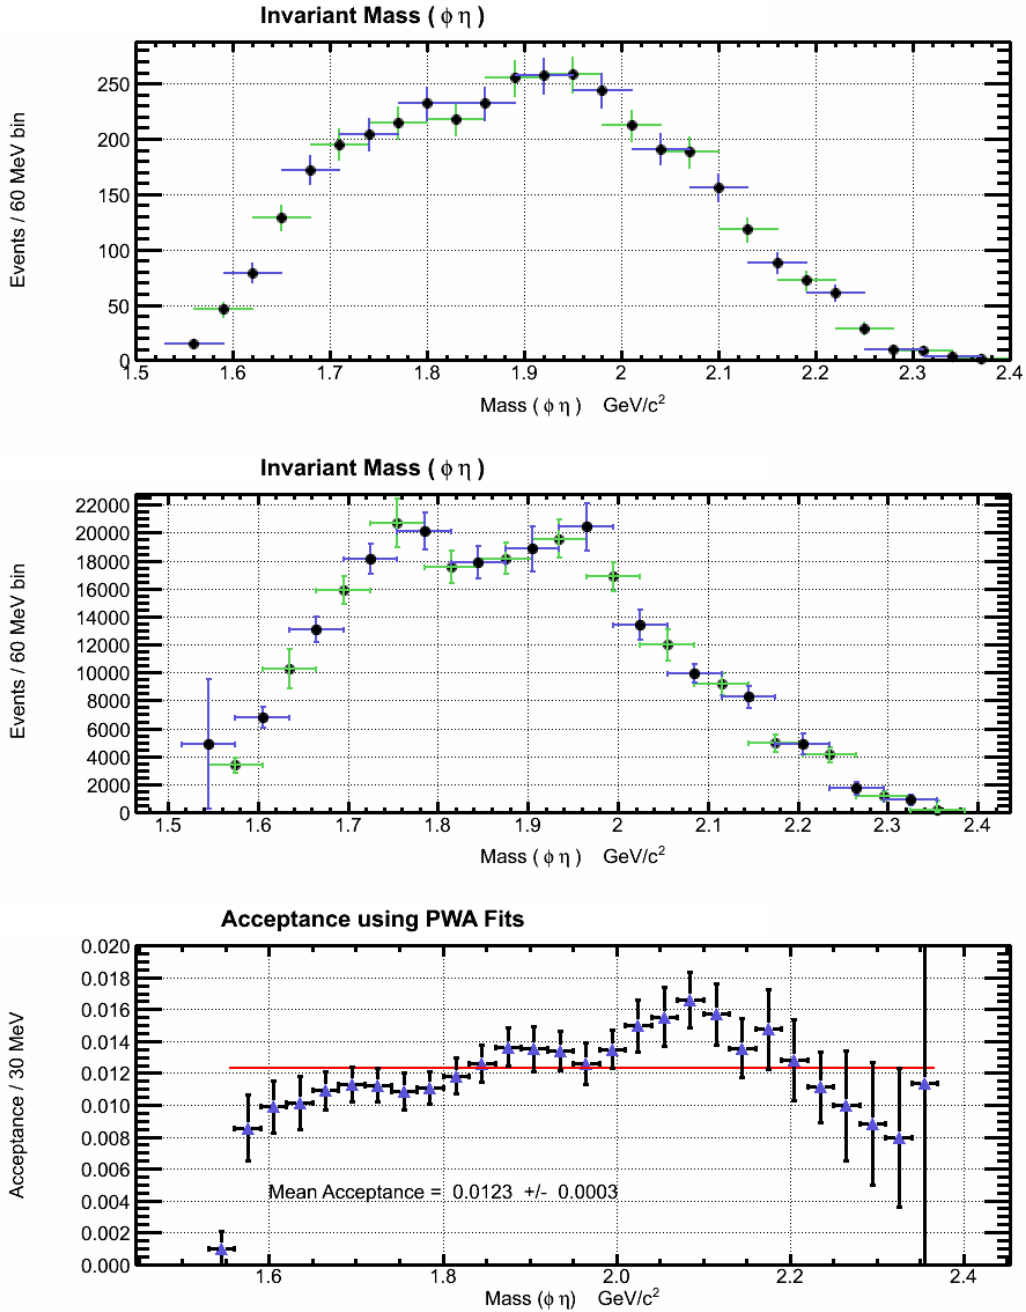 Invariant Mass ( ϕ η )
Events / 60 MeV bin
250
200
150
100
50
0
1.5 1.6 1.7 1.8 1.9 2 2.1 2.2 2.3 2.4
Mass ( ϕ η ) GeV/c²
Invariant Mass ( ϕ η )
Events / 60 MeV bin
22000
20000
18000
16000
14000
12000
10000
8000
6000
4000
2000
0
1.5 1.6 1.7 1.8 1.9 2 2.1 2.2 2.3 2.4
Mass ( ϕ η ) GeV/c²
Acceptance using PWA Fits
Acceptance / 30 MeV
0.020
0.018
0.016
0.014
0.012
0.010
0.008
0.006
0.004
0.002
0.000
Mean Acceptance = 0.0123 +/- 0.0003
1.6 1.8 2.0 2.2 2.4
Mass (ϕ η) GeV/c²